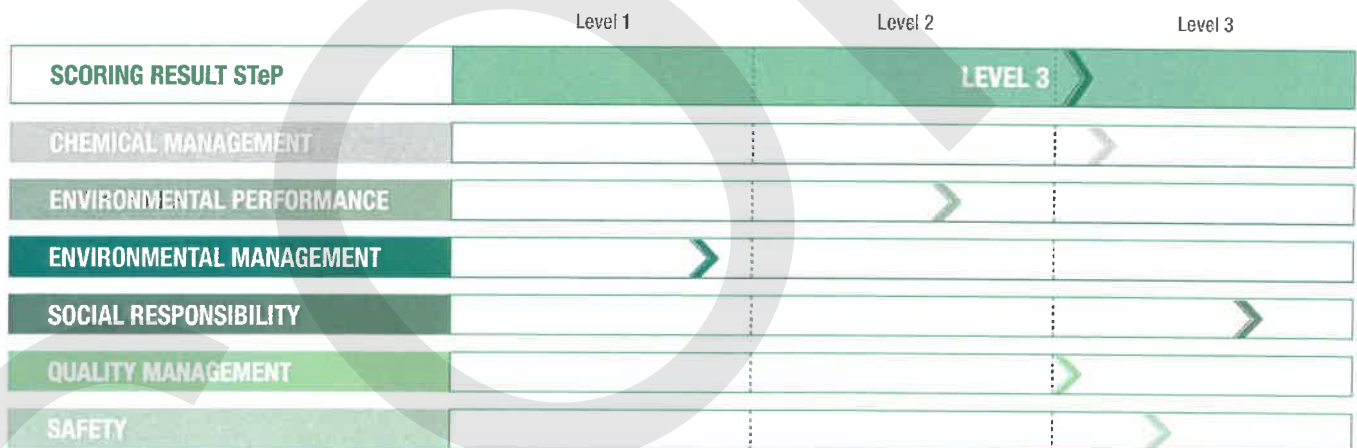 Level 1 Level 2 Level 3
SCORING RESULT STeP LEVEL 3
CHEMICAL MANAGEMENT
ENVIRONMENTAL PERFORMANCE
ENVIRONMENTAL MANAGEMENT
SOCIAL RESPONSIBILITY
QUALITY MANAGEMENT
SAFETY